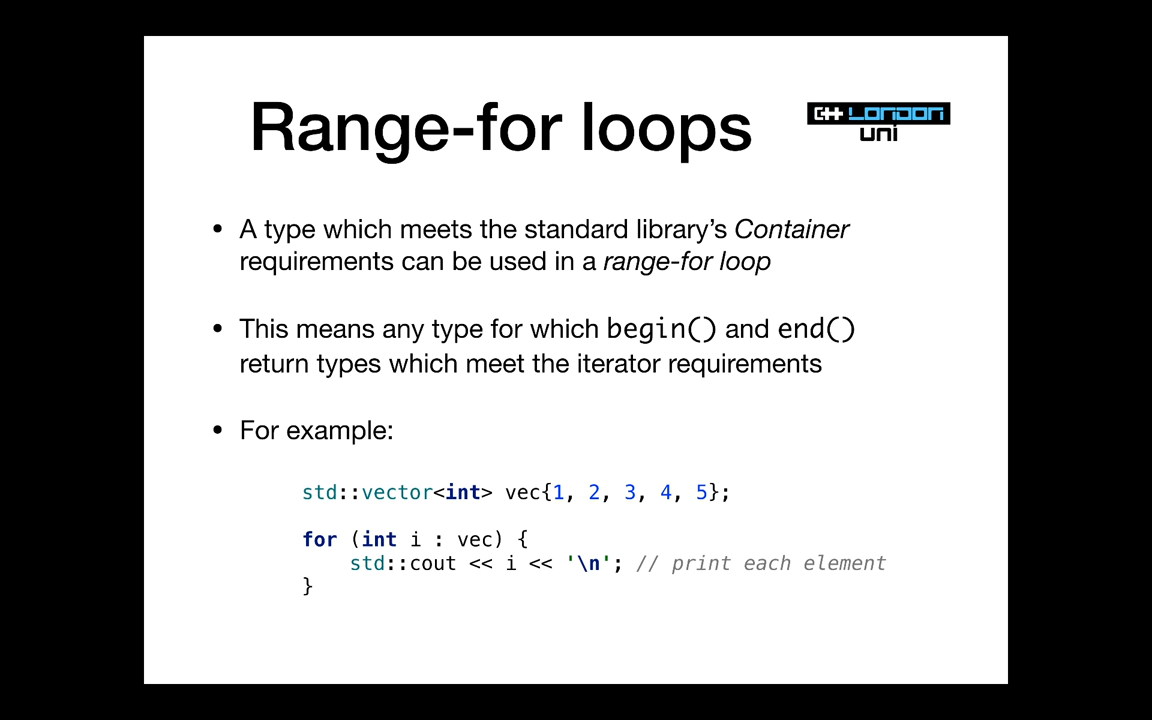 Range-for loops
C++ London
uni
• A type which meets the standard library’s Container
requirements can be used in a range-for loop
• This means any type for which begin() and end()
return types which meet the iterator requirements
• For example:
std::vector<int> vec{1, 2, 3, 4, 5};
for (int i : vec) {
    std::cout << i << '\n'; // print each element
}